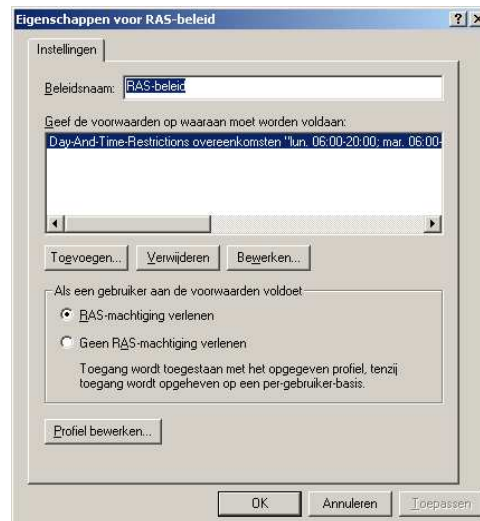 Eigenschappen voor RAS-beleid
Instellingen
Beleidsnaam: RAS-beleid
Geef de voorwaarden op waaraan moet worden voldaan:
Day-And-Time-Restrictions overeenkomsten "lun. 06:00-20:00; mar. 06:00-
Toevoegen... Verwijderen Bewerken...
Als een gebruiker aan de voorwaarden voldoet
RAS-machtiging verlenen
Geen RAS-machtiging verlenen
Toegang wordt toegestaan met het opgegeven profiel, tenzij
toegang wordt opgeheven op een per-gebruiker-basis.
Profiel bewerken...
OK Annuleren Toepassen